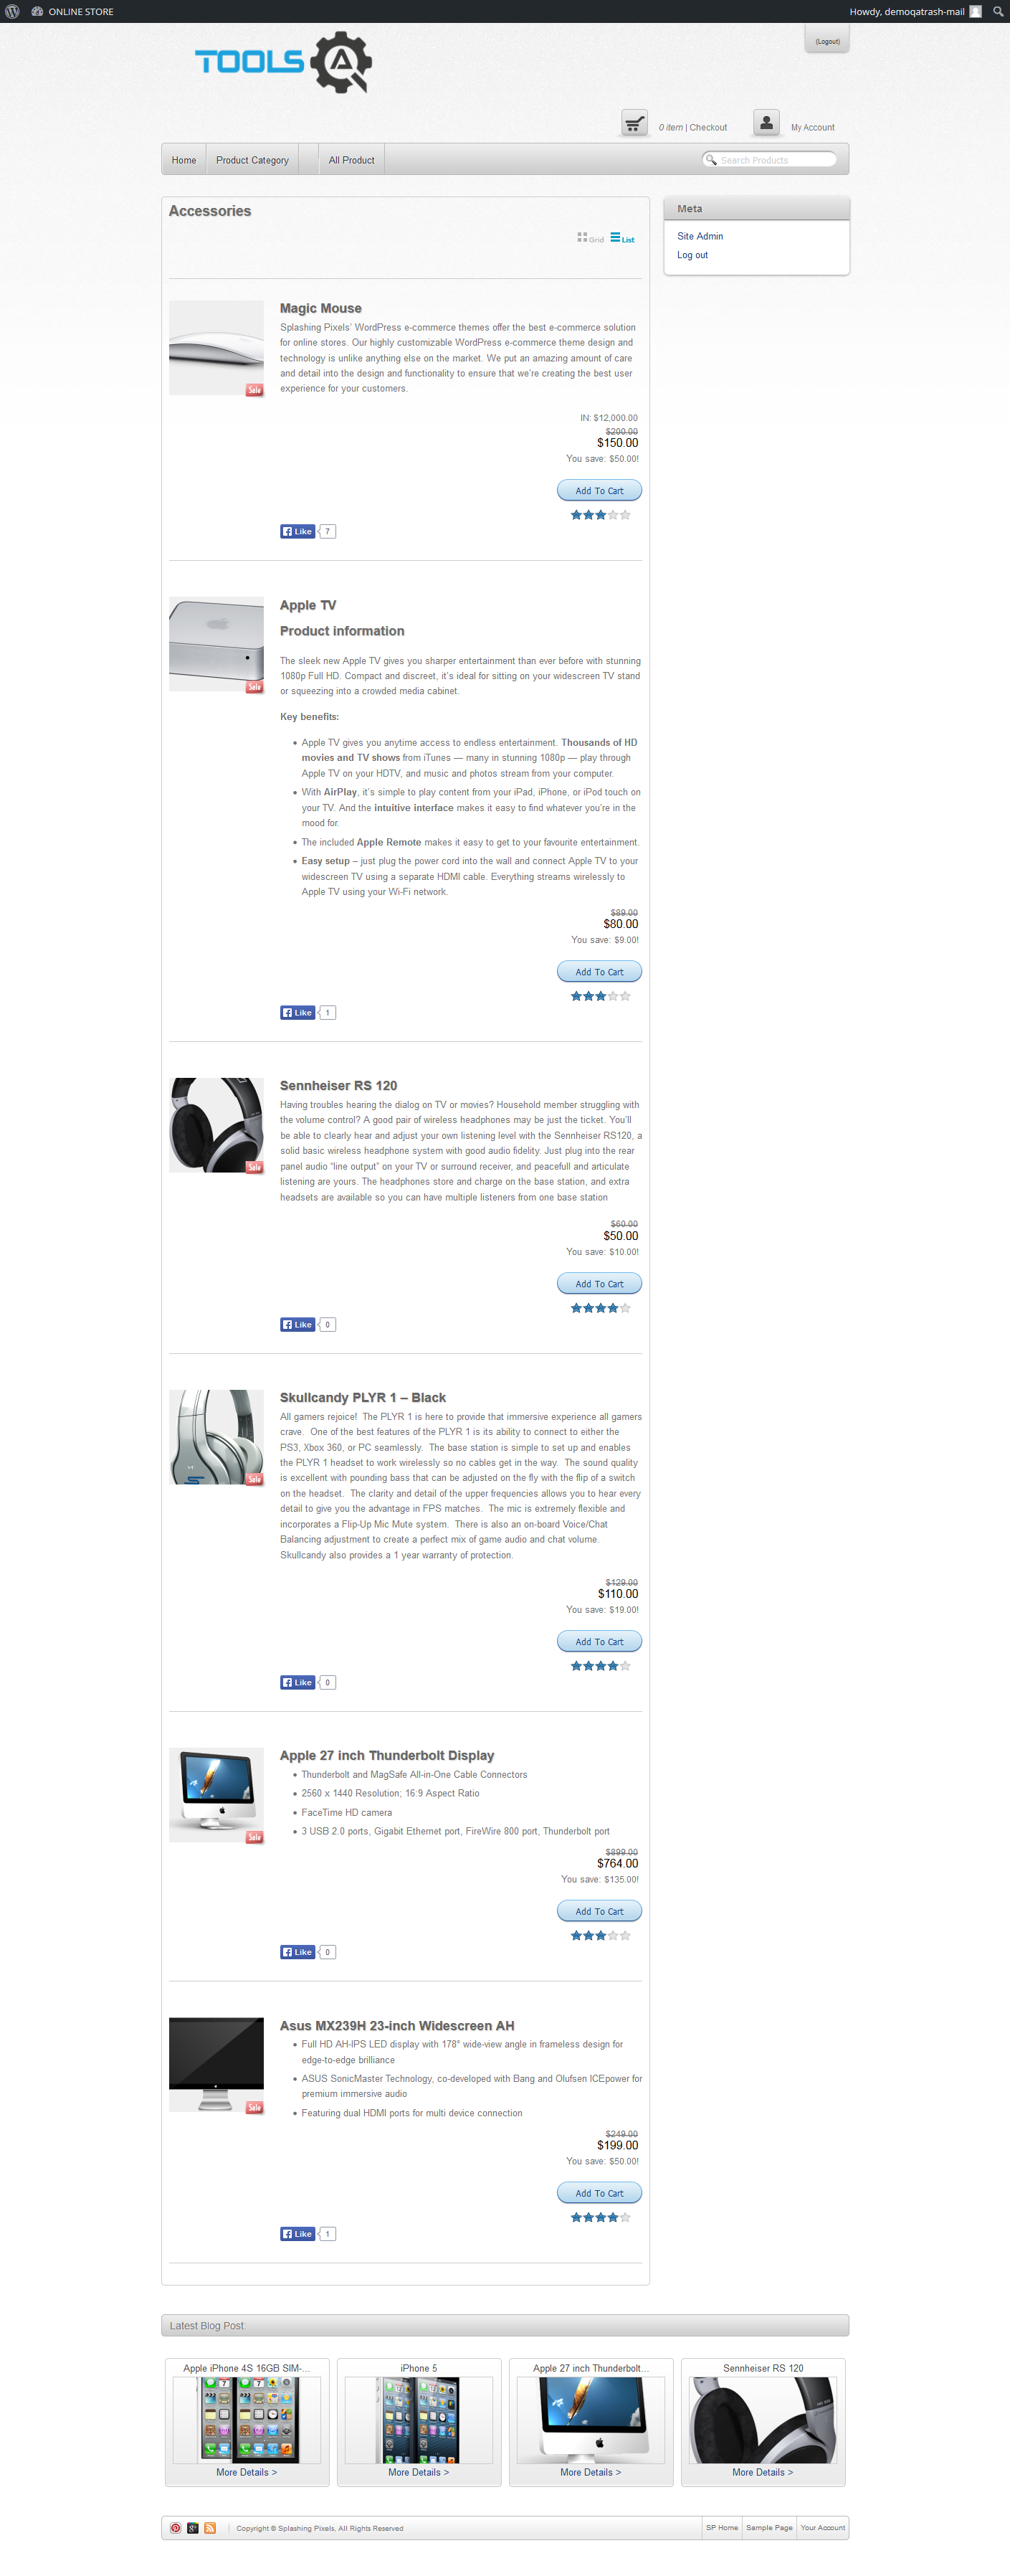 ONLINE STORE
Howdy, demoqatrash-mail
(Logout)
TOOLS QA
0 item | Checkout
My Account
Home
Product Category
All Product
Search Products
Accessories
Grid
List
Meta
Site Admin
Log out
Magic Mouse
Splashing Pixels' WordPress e-commerce themes offer the best e-commerce solution
for online stores. Our highly customizable WordPress e-commerce theme design and
technology is unlike anything else on the market. We put an amazing amount of care
and detail into the design and functionality to ensure that we're creating the best user
experience for your customers.
Sale
IN: $12,000.00
$200.00
$150.00
You save: $50.00!
Add To Cart
Like 7
Apple TV
Product information
The sleek new Apple TV gives you sharper entertainment than ever before with stunning
1080p Full HD. Compact and discreet, it's ideal for sitting on your widescreen TV stand
or squeezing into a crowded media cabinet.
Sale
Key benefits:
• Apple TV gives you anytime access to endless entertainment. Thousands of HD
movies and TV shows from iTunes — many in stunning 1080p — play through
Apple TV on your HDTV, and music and photos stream from your computer.
• With AirPlay, it's simple to play content from your iPad, iPhone, or iPod touch on
your TV. And the intuitive interface makes it easy to find whatever you're in the
mood for.
• The included Apple Remote makes it easy to get to your favourite entertainment.
• Easy setup – just plug the power cord into the wall and connect Apple TV to your
widescreen TV using a separate HDMI cable. Everything streams wirelessly to
Apple TV using your Wi-Fi network.
$89.00
$80.00
You save: $9.00!
Add To Cart
Like 1
Sennheiser RS 120
Having troubles hearing the dialog on TV or movies? Household member struggling with
the volume control? A good pair of wireless headphones may be just the ticket. You'll
be able to clearly hear and adjust your own listening level with the Sennheiser RS120, a
solid basic wireless headphone system with good audio fidelity. Just plug into the rear
panel audio "line output" on your TV or surround receiver, and peacefull and articulate
listening are yours. The headphones store and charge on the base station, and extra
headsets are available so you can have multiple listeners from one base station
Sale
$60.00
$50.00
You save: $10.00!
Add To Cart
Like 0
Skullcandy PLYR 1 – Black
All gamers rejoice! The PLYR 1 is here to provide that immersive experience all gamers
crave. One of the best features of the PLYR 1 is its ability to connect to either the
PS3, Xbox 360, or PC seamlessly. The base station is simple to set up and enables
the PLYR 1 headset to work wirelessly so no cables get in the way. The sound quality
is excellent with pounding bass that can be adjusted on the fly with the flip of a switch
on the headset. The clarity and detail of the upper frequencies allows you to hear every
detail to give you the advantage in FPS matches. The mic is extremely flexible and
incorporates a Flip-Up Mic Mute system. There is also an on-board Voice/Chat
Balancing adjustment to create a perfect mix of game audio and chat volume.
Skullcandy also provides a 1 year warranty of protection.
Sale
$129.00
$110.00
You save: $19.00!
Add To Cart
Like 0
Apple 27 inch Thunderbolt Display
• Thunderbolt and MagSafe All-in-One Cable Connectors
• 2560 x 1440 Resolution; 16:9 Aspect Ratio
• FaceTime HD camera
• 3 USB 2.0 ports, Gigabit Ethernet port, FireWire 800 port, Thunderbolt port
Sale
$899.00
$764.00
You save: $135.00!
Add To Cart
Like 0
Asus MX239H 23-inch Widescreen AH
• Full HD AH-IPS LED display with 178° wide-view angle in frameless design for
edge-to-edge brilliance
• ASUS SonicMaster Technology, co-developed with Bang and Olufsen ICEpower for
premium immersive audio
• Featuring dual HDMI ports for multi device connection
Sale
$249.00
$199.00
You save: $50.00!
Add To Cart
Like 1
Latest Blog Post
Apple iPhone 4S 16GB SIM-...
iPhone 5
Apple 27 inch Thunderbolt...
Sennheiser RS 120
More Details >
More Details >
More Details >
More Details >
Copyright © Splashing Pixels, All Rights Reserved
SP Home
Sample Page
Your Account